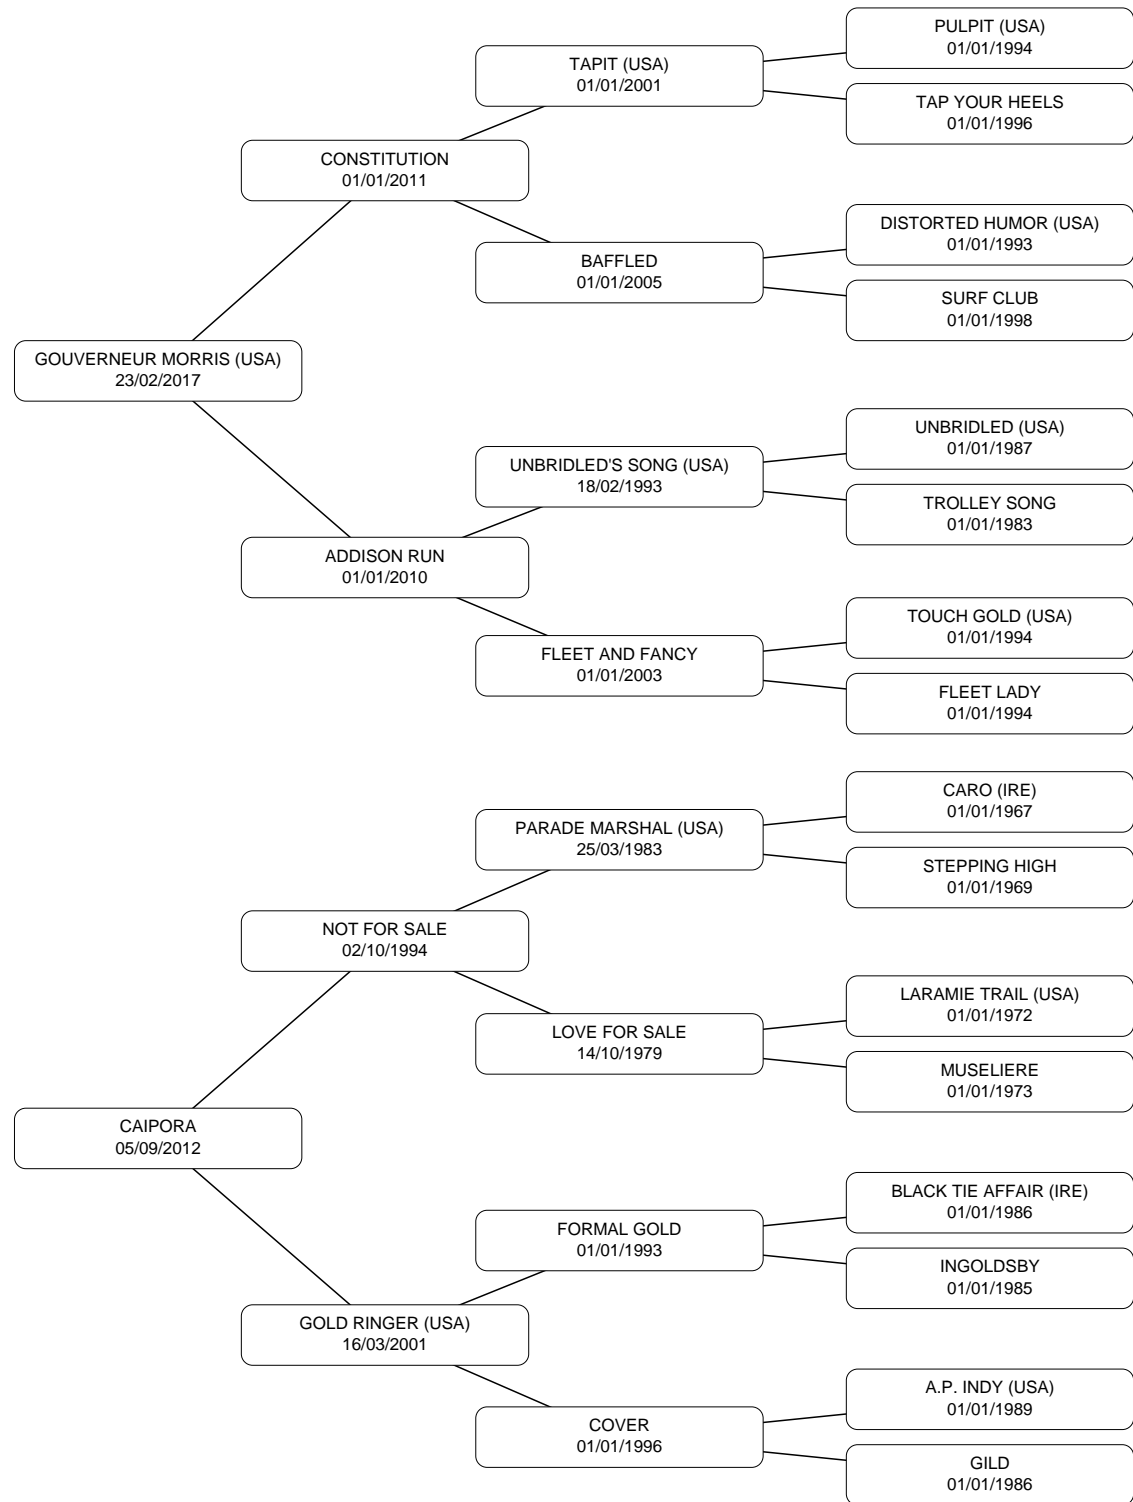 PULPIT (USA)
01/01/1994
TAPIT (USA)
01/01/2001
TAP YOUR HEELS
01/01/1996
CONSTITUTION
01/01/2011
DISTORTED HUMOR (USA)
01/01/1993
BAFFLED
01/01/2005
SURF CLUB
01/01/1998
GOUVERNEUR MORRIS (USA)
23/02/2017
UNBRIDLED (USA)
01/01/1987
UNBRIDLED'S SONG (USA)
18/02/1993
TROLLEY SONG
01/01/1983
ADDISON RUN
01/01/2010
TOUCH GOLD (USA)
01/01/1994
FLEET AND FANCY
01/01/2003
FLEET LADY
01/01/1994
CARO (IRE)
01/01/1967
PARADE MARSHAL (USA)
25/03/1983
STEPPING HIGH
01/01/1969
NOT FOR SALE
02/10/1994
LARAMIE TRAIL (USA)
01/01/1972
LOVE FOR SALE
14/10/1979
MUSELIERE
01/01/1973
CAIPORA
05/09/2012
BLACK TIE AFFAIR (IRE)
01/01/1986
FORMAL GOLD
01/01/1993
INGOLDSBY
01/01/1985
GOLD RINGER (USA)
16/03/2001
A.P. INDY (USA)
01/01/1989
COVER
01/01/1996
GILD
01/01/1986